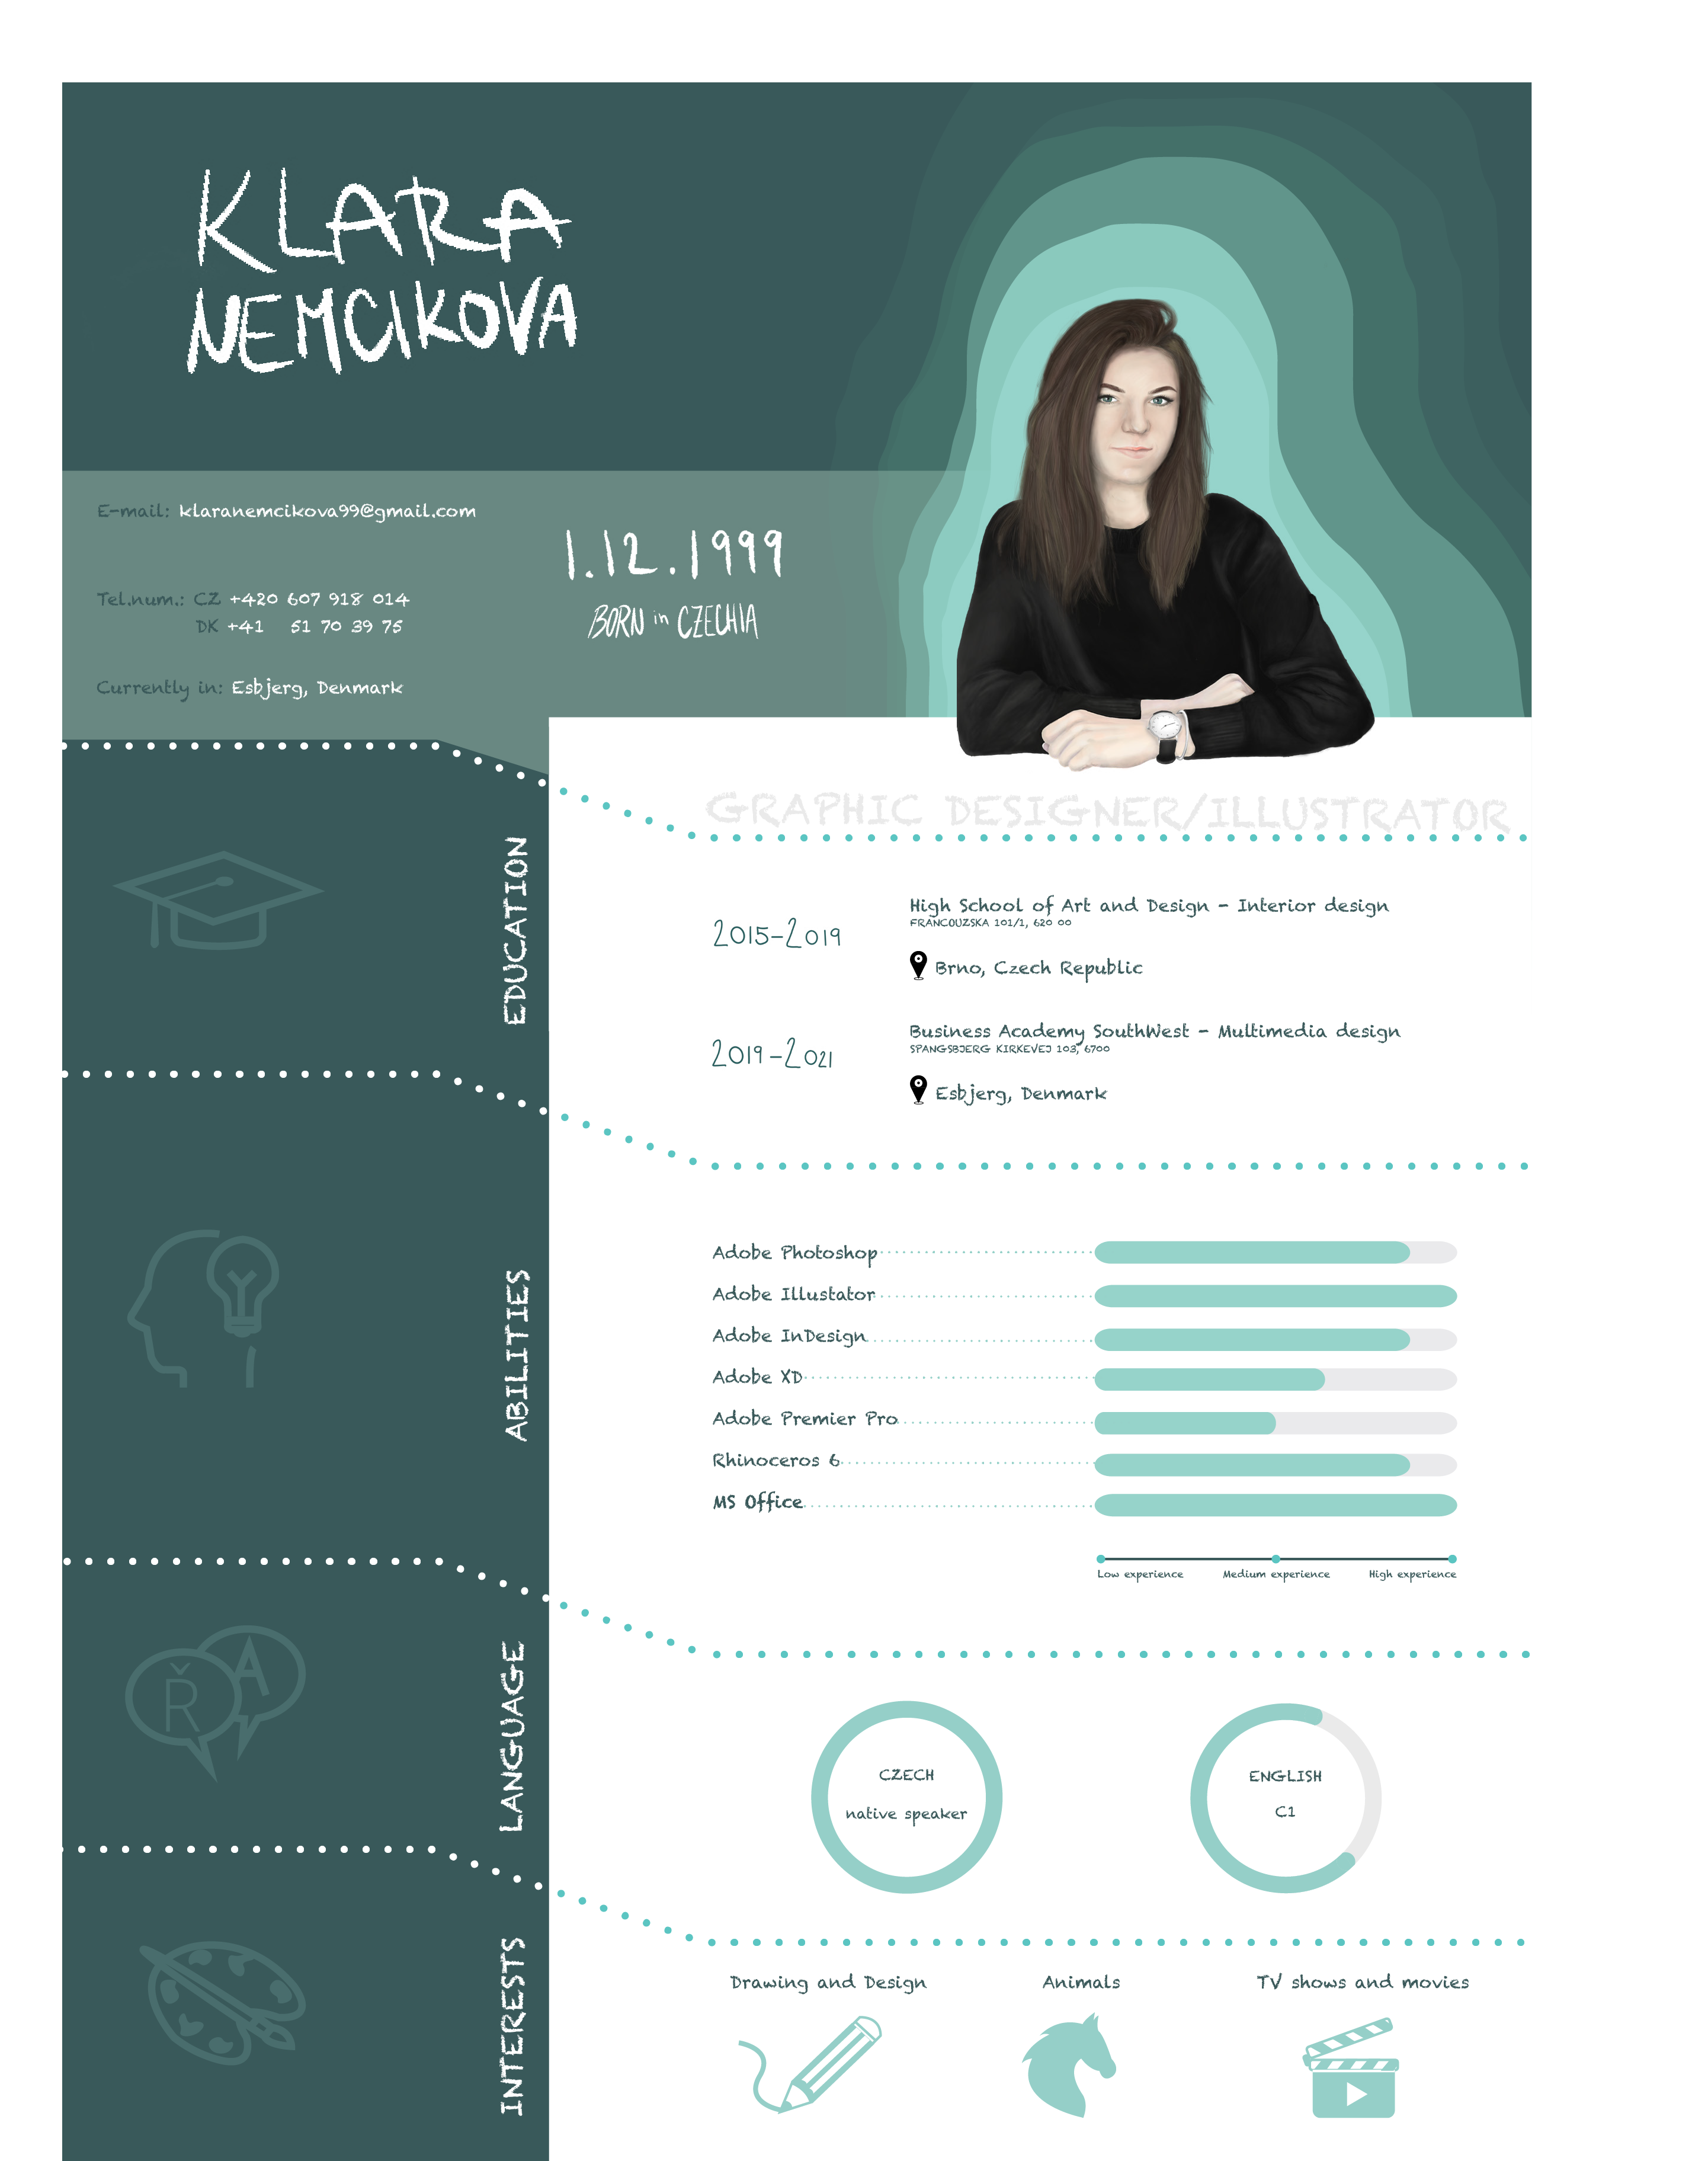 KLARA
NEMCIKOVA
E-mail: klaranemcikova99@gmail.com
Tel.num.: CZ +420 607 918 014
DK +41 51 70 39 75
Currently in: Esbjerg, Denmark
1.12.1999
BORN in CZECHIA
GRAPHIC DESIGNER/ILLUSTRATOR
EDUCATION
2015-2019
High School of Art and Design - Interior design
FRANCOUZSKA 101/1, 620 00
Brno, Czech Republic
2019-2021
Business Academy SouthWest - Multimedia design
SPANGSBJERG KIRKEVEJ 103, 6700
Esbjerg, Denmark
ABILITIES
Adobe Photoshop
Adobe Illustator
Adobe InDesign
Adobe XD
Adobe Premier Pro
Rhinoceros 6
MS Office
Low experience
Medium experience
High experience
LANGUAGE
Ř
A
CZECH
native speaker
ENGLISH
C1
INTERESTS
Drawing and Design
Animals
TV shows and movies